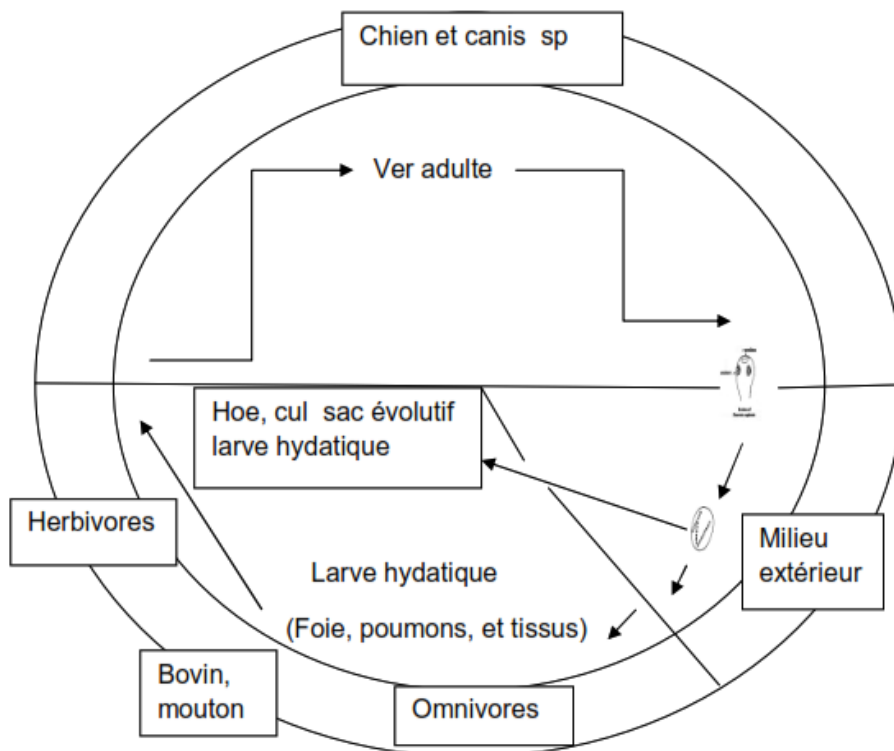 Chien et canis sp
Ver adulte
Hoe, cul sac évolutif
larve hydatique
Herbivores
Milieu
extérieur
Larve hydatique
(Foie, poumons, et tissus)
Bovin,
mouton
Omnivores